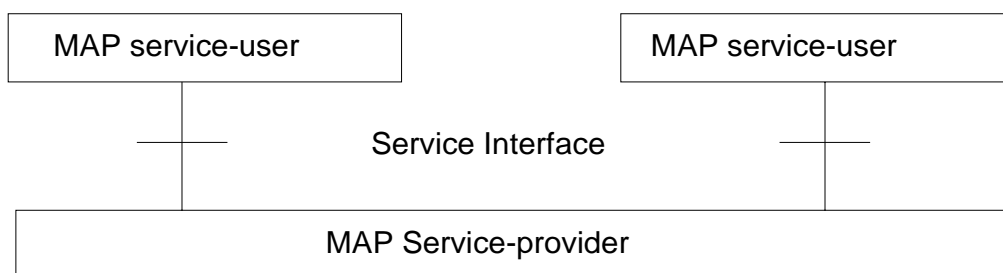 MAP service-user
MAP service-user
Service Interface
MAP Service-provider